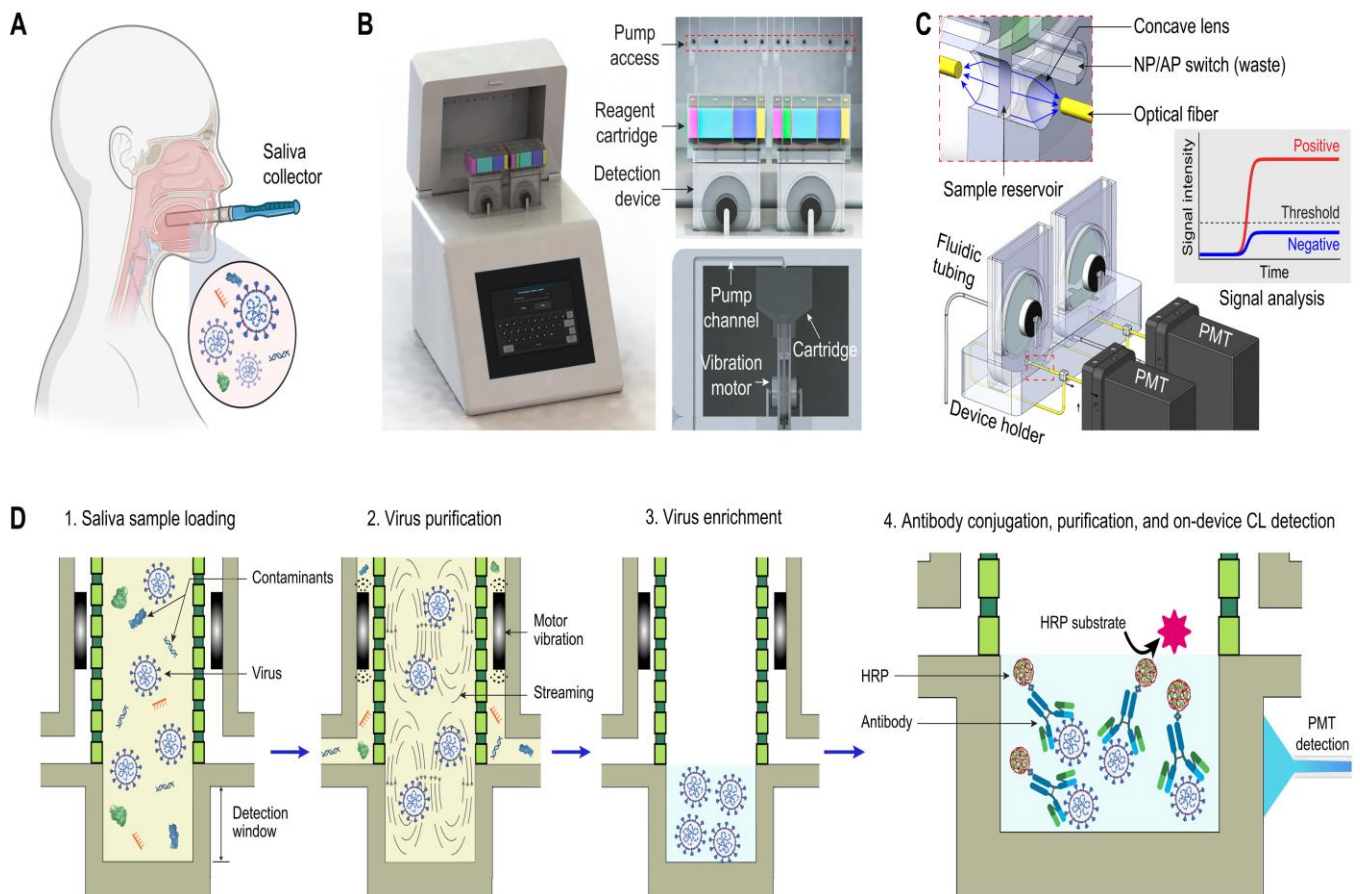 A
Saliva
collector
B
Pump
access
Reagent
cartridge
Detection
device
Pump
channel
Cartridge
Vibration
motor
C
Concave lens
NP/AP switch (waste)
Optical fiber
Sample reservoir
Signal intensity
Positive
Threshold
Negative
Time
Signal analysis
Fluidic
tubing
PMT
PMT
Device holder
D
1. Saliva sample loading
Contaminants
Virus
Detection
window
2. Virus purification
Motor
vibration
Streaming
3. Virus enrichment
4. Antibody conjugation, purification, and on-device CL detection
HRP substrate
HRP
Antibody
PMT
detection